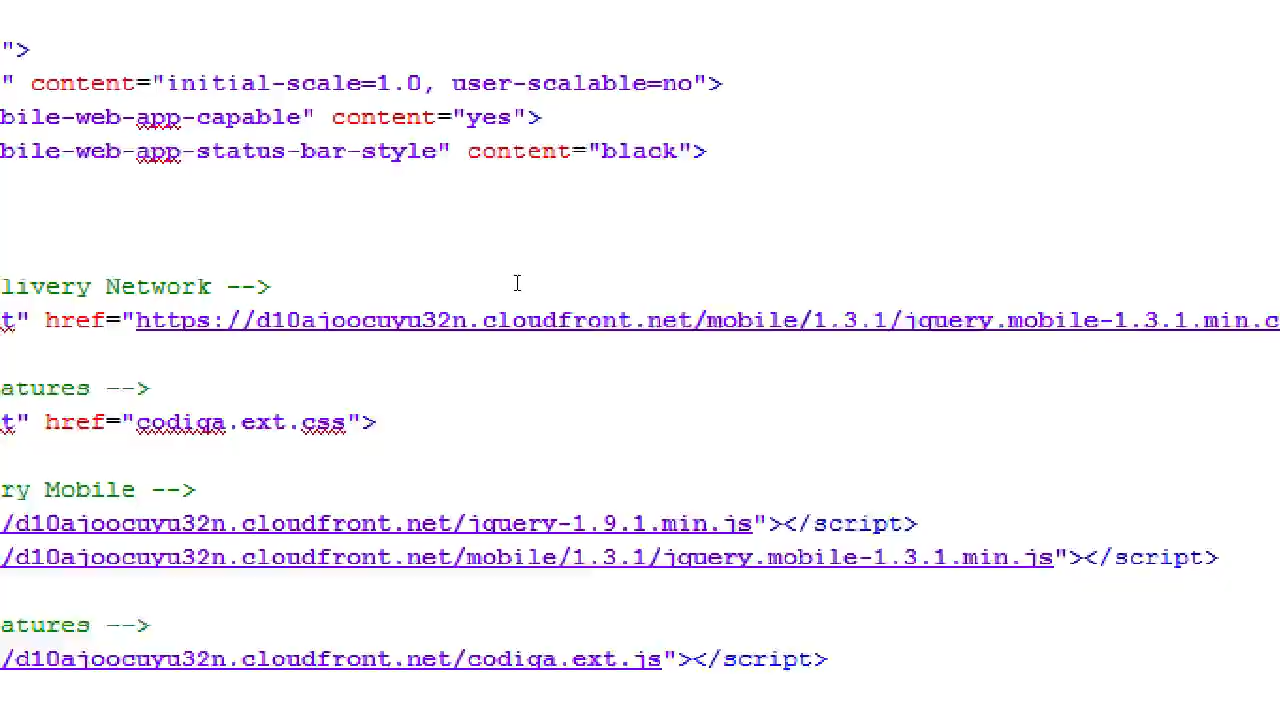 ">
" content="initial-scale=1.0, user-scalable=no">
bile-web-app-capable" content="yes">
bile-web-app-status-bar-style" content="black">
livery Network -->
t" href="https://d10ajoocuyu32n.cloudfront.net/mobile/1.3.1/jquery.mobile-1.3.1.min.c
atures -->
t" href="codiqa.ext.css">
ry Mobile -->
/d10ajoocuyu32n.cloudfront.net/jquery-1.9.1.min.js"></script>
/d10ajoocuyu32n.cloudfront.net/mobile/1.3.1/jquery.mobile-1.3.1.min.js"></script>
atures -->
/d10ajoocuyu32n.cloudfront.net/codiqa.ext.js"></script>